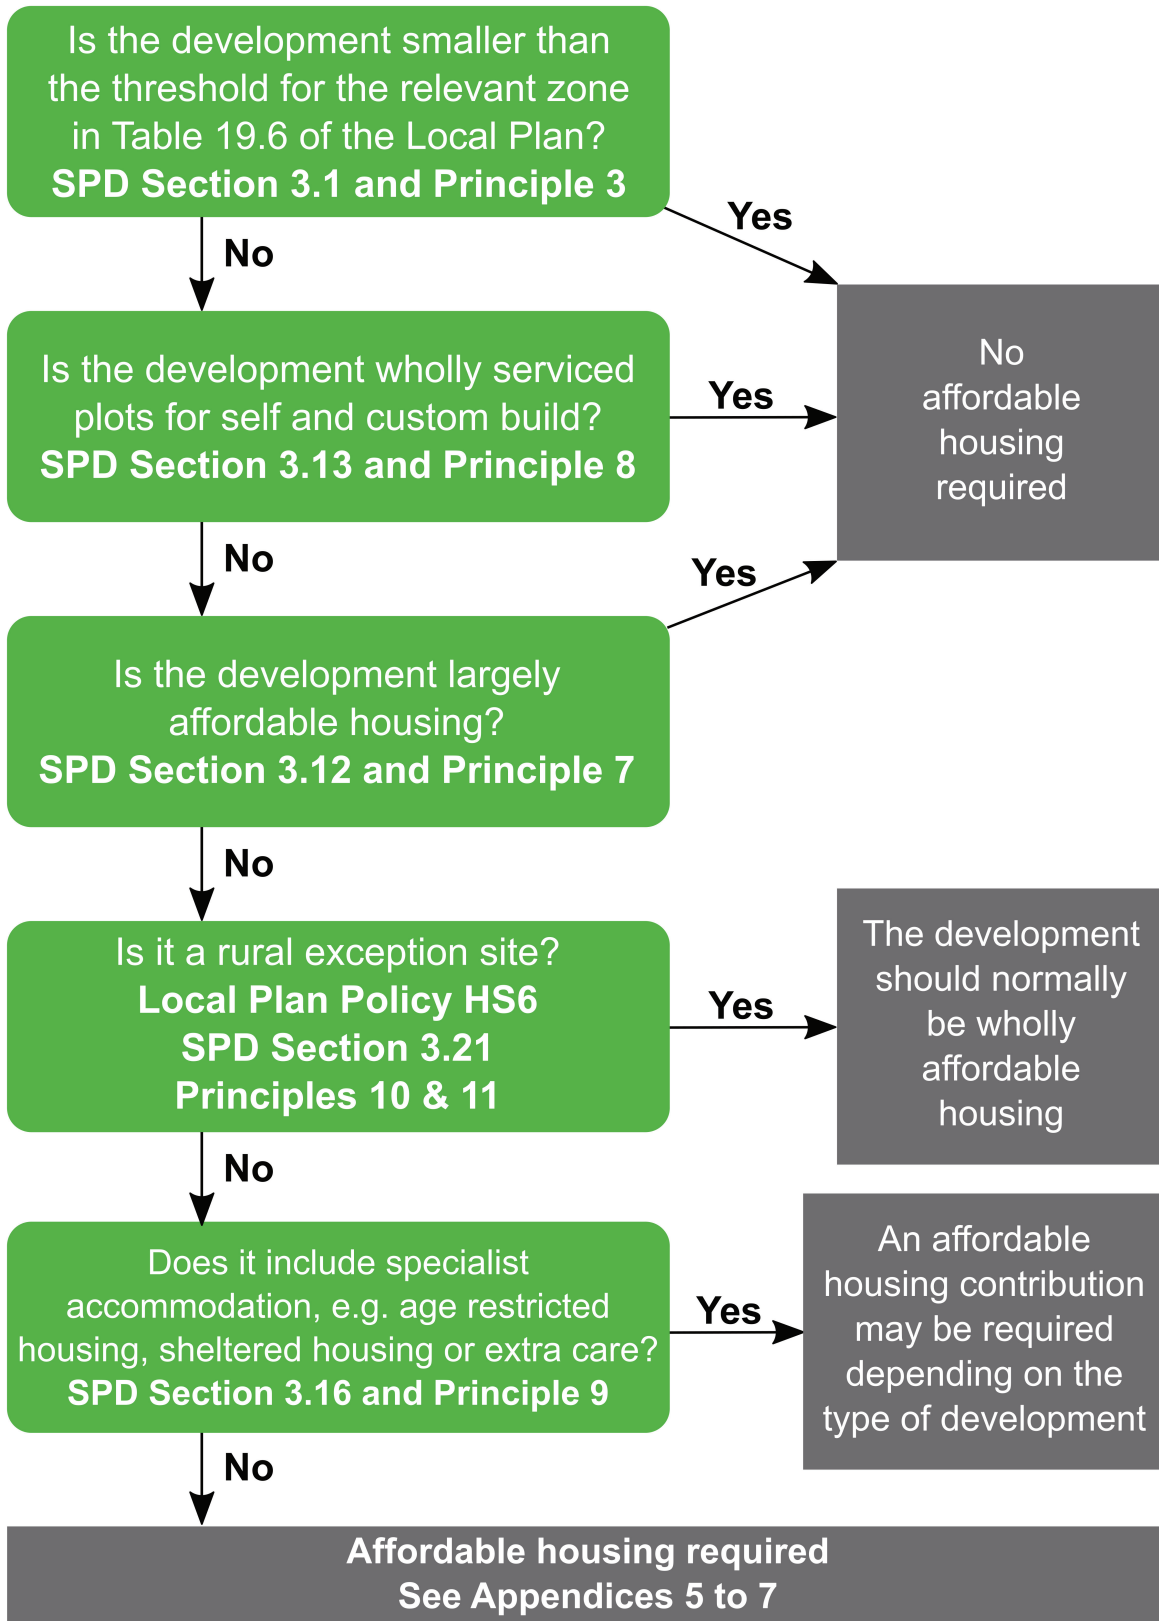 Is the development smaller than
the threshold for the relevant zone
in Table 19.6 of the Local Plan?
SPD Section 3.1 and Principle 3
Yes
No
Is the development wholly serviced
plots for self and custom build?
SPD Section 3.13 and Principle 8
Yes
No
affordable
housing
required
No
Yes
Is the development largely
affordable housing?
SPD Section 3.12 and Principle 7
No
Is it a rural exception site?
Local Plan Policy HS6
SPD Section 3.21
Principles 10 & 11
Yes
The development
should normally
be wholly
affordable
housing
No
Does it include specialist
accommodation, e.g. age restricted
housing, sheltered housing or extra care?
SPD Section 3.16 and Principle 9
Yes
An affordable
housing contribution
may be required
depending on the
type of development
No
Affordable housing required
See Appendices 5 to 7